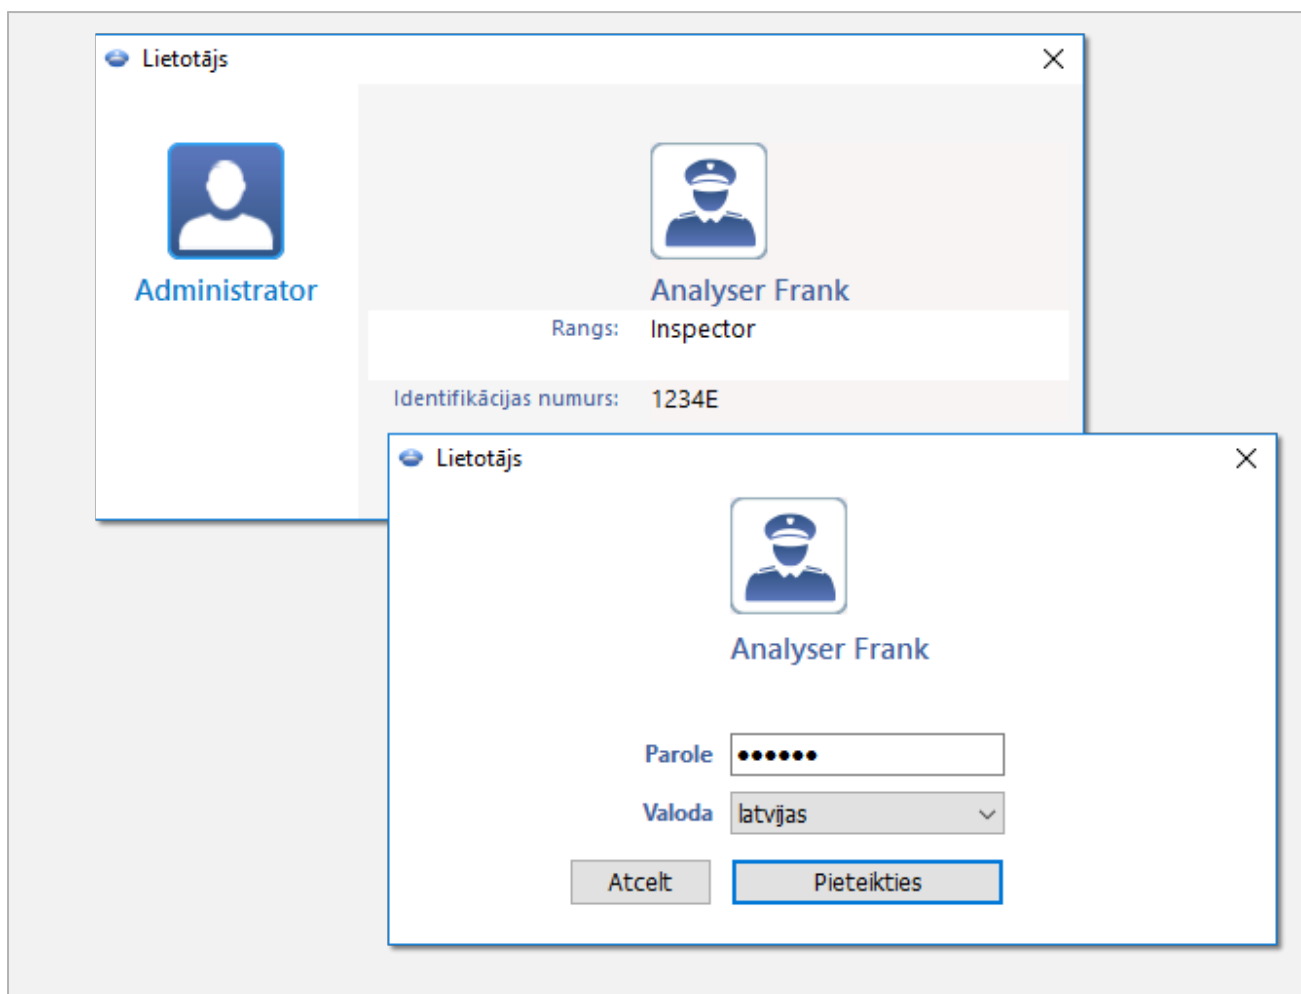 Lietotājs
Administrator
Analyser Frank
Rangs: Inspector
Identifikācijas numurs: 1234E
Lietotājs
Analyser Frank
Parole ●●●●●●
Valoda latvijas
Atcelt Pieteikties